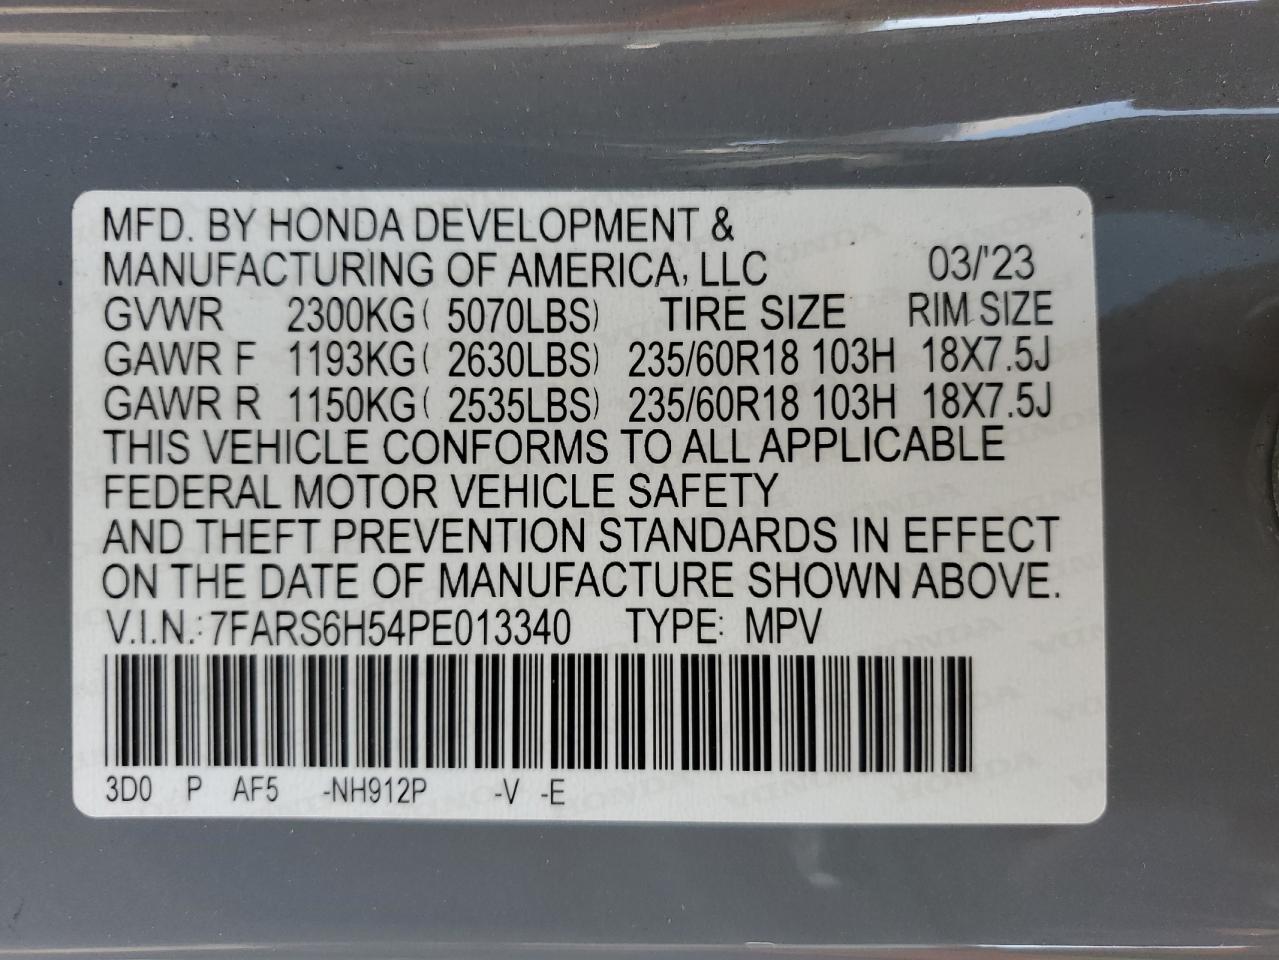 MFD. BY HONDA DEVELOPMENT &
MANUFACTURING OF AMERICA, LLC 03/'23
GVWR 2300KG( 5070LBS) TIRE SIZE RIM SIZE
GAWR F 1193KG( 2630LBS) 235/60R18 103H 18X7.5J
GAWR R 1150KG( 2535LBS) 235/60R18 103H 18X7.5J
THIS VEHICLE CONFORMS TO ALL APPLICABLE
FEDERAL MOTOR VEHICLE SAFETY
AND THEFT PREVENTION STANDARDS IN EFFECT
ON THE DATE OF MANUFACTURE SHOWN ABOVE.
V.I.N.: 7FARS6H54PE013340 TYPE: MPV
3D0 P AF5 -NH912P -V -E